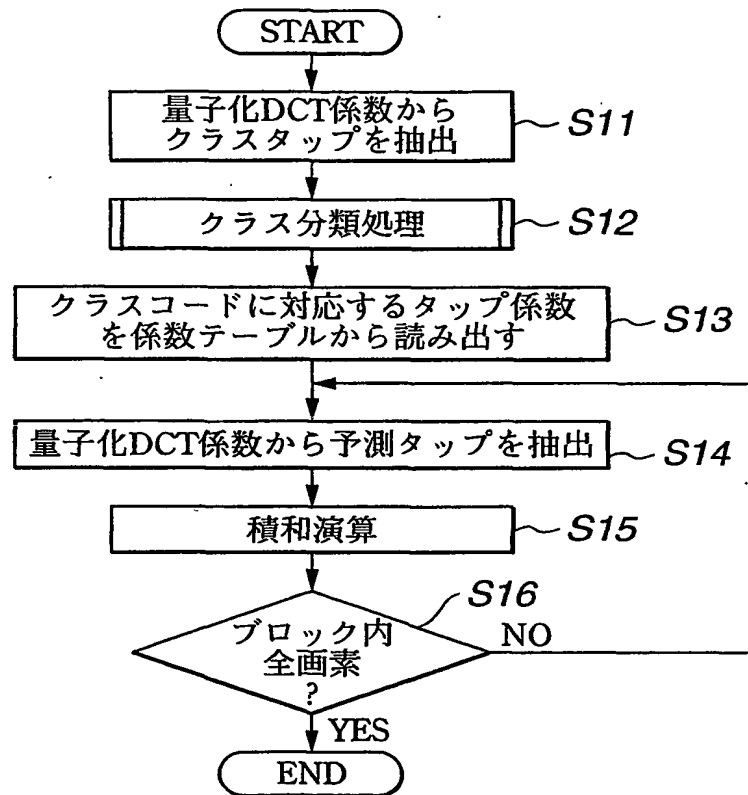 START
量子化DCT係数から
クラスタップを抽出
S11
クラス分類処理
S12
クラスコードに対応するタップ係数
を係数テーブルから読み出す
S13
量子化DCT係数から予測タップを抽出
S14
積和演算
S15
S16
ブロック内
全画素
?
NO
YES
END